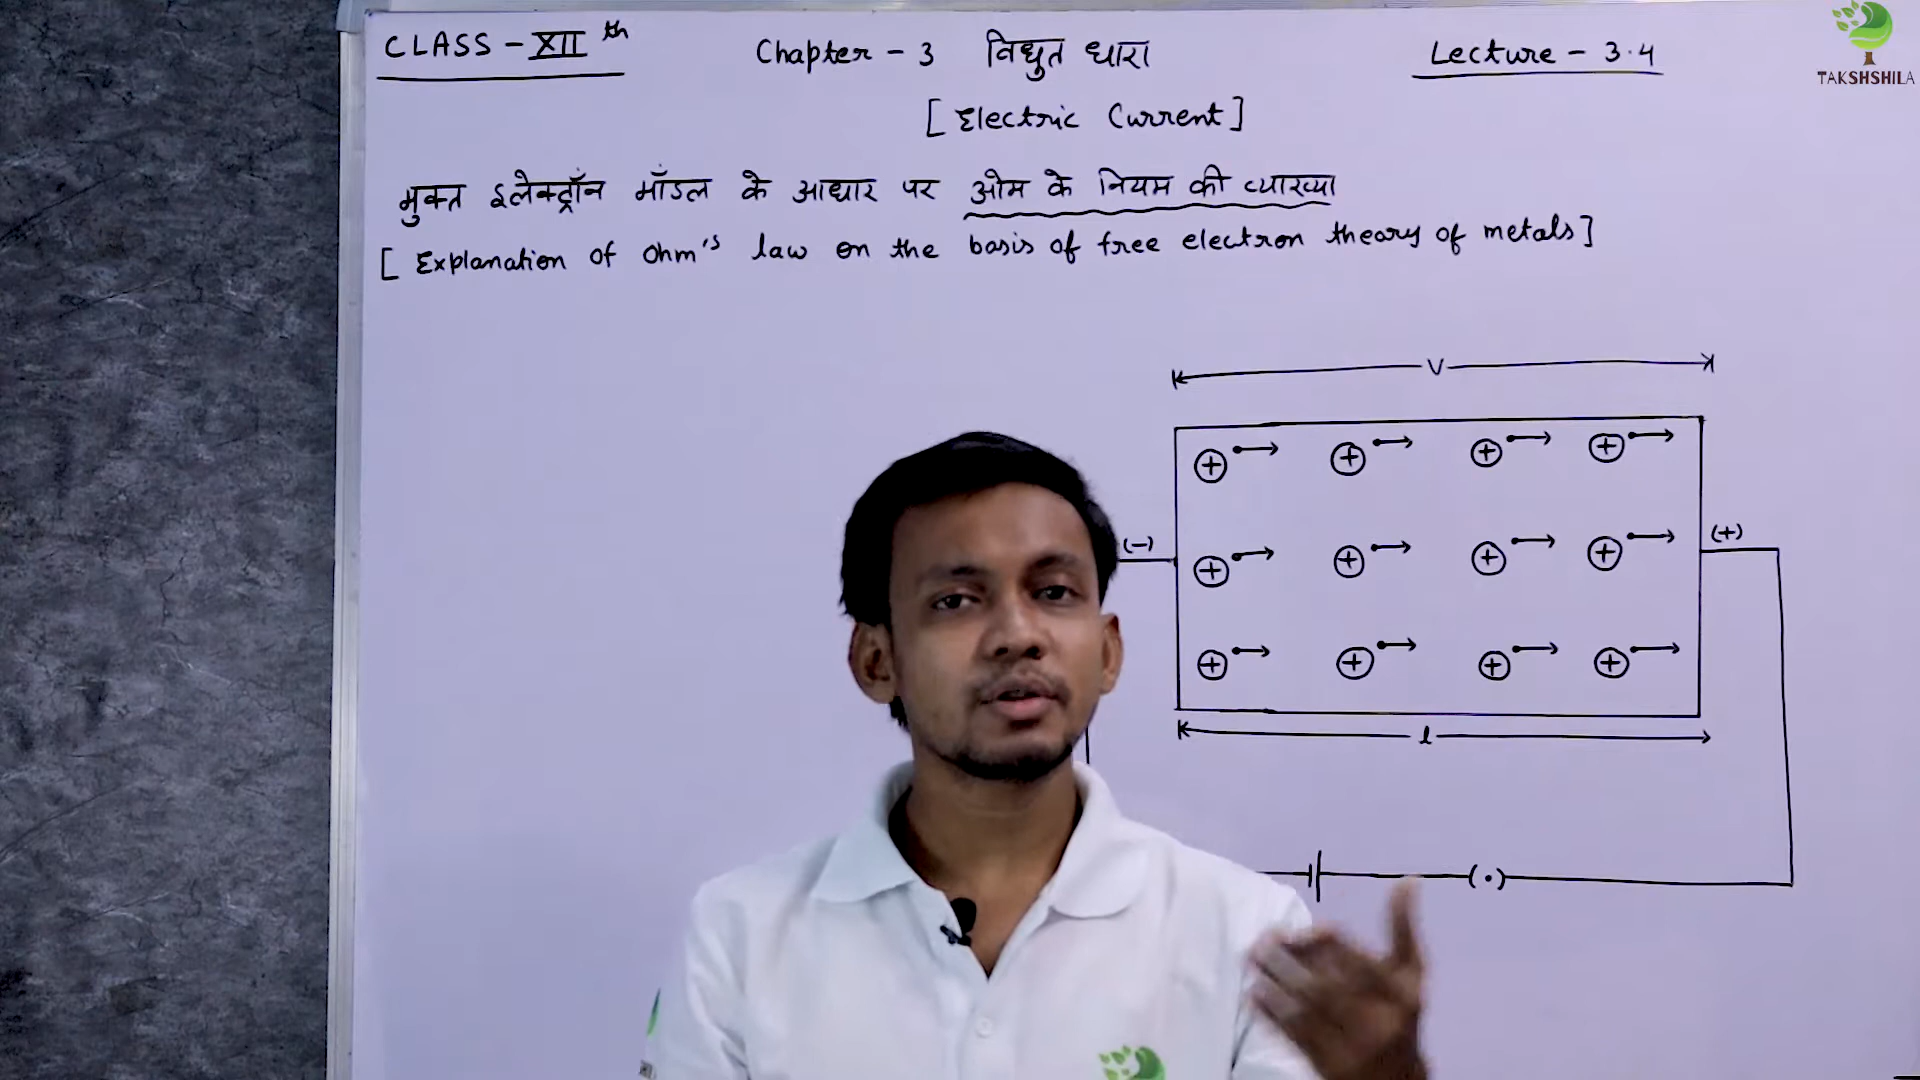 CLASS - XII th
Chapter - 3 विधुत धारा
Lecture - 3.4
TAKSHSHILA
[ Electric Current ]
मुक्त इलेक्ट्रॉन मॉडल के आधार पर ओम के नियम की व्याख्या
[ Explanation of Ohm's law on the basis of free electron theory of metals ]
V
+ + + +
(-) (+)
+ + + +
+ + + +
l
(•)